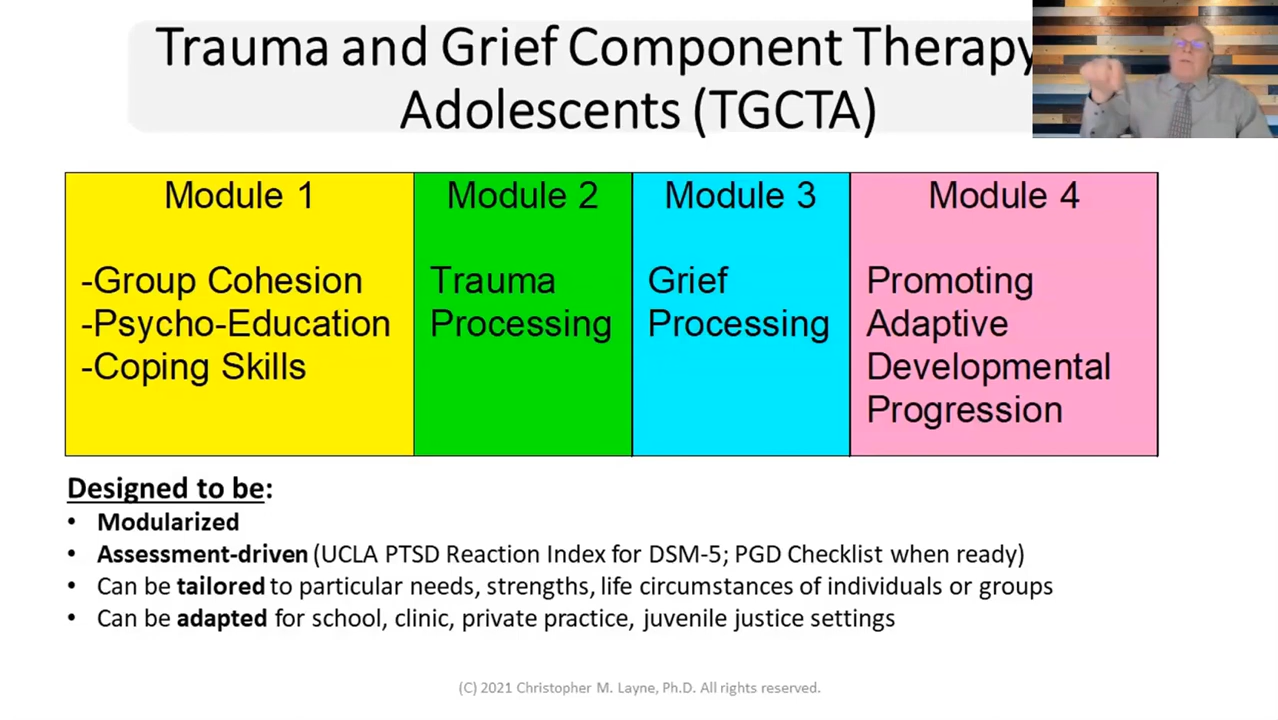 Trauma and Grief Component Therapy
Adolescents (TGCTA)
Module 1
-Group Cohesion
-Psycho-Education
-Coping Skills
Module 2
Trauma
Processing
Module 3
Grief
Processing
Module 4
Promoting
Adaptive
Developmental
Progression
Designed to be:
• Modularized
• Assessment-driven (UCLA PTSD Reaction Index for DSM-5; PGD Checklist when ready)
• Can be tailored to particular needs, strengths, life circumstances of individuals or groups
• Can be adapted for school, clinic, private practice, juvenile justice settings
(C) 2021 Christopher M. Layne, Ph.D. All rights reserved.